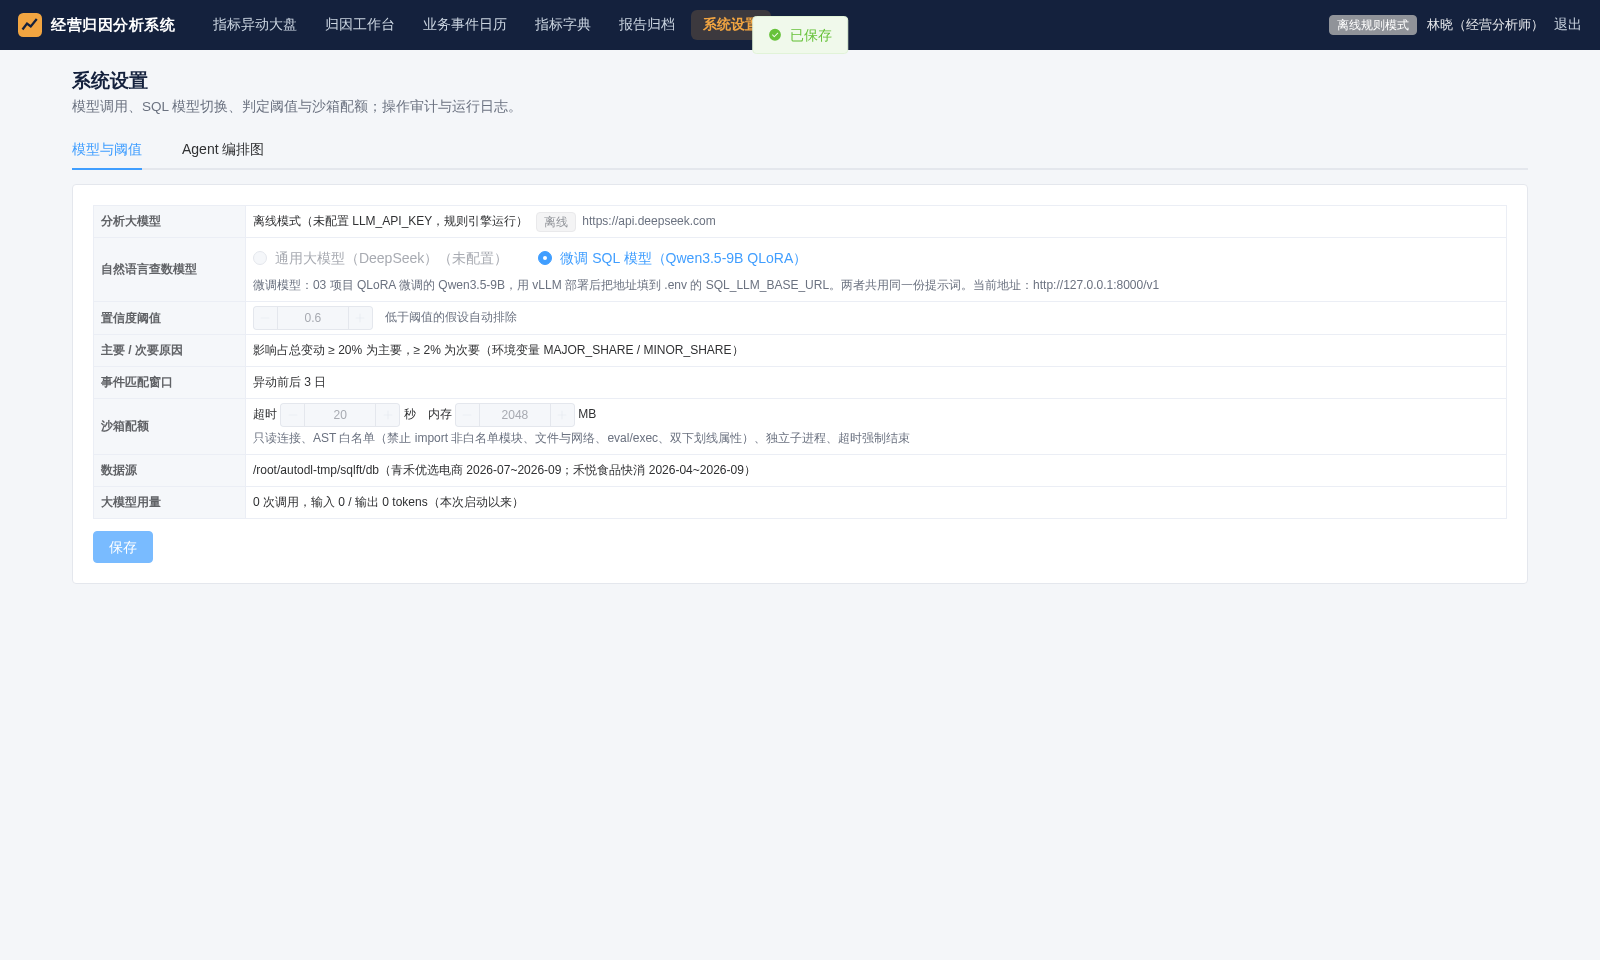 经营归因分析系统 指标异动大盘 归因工作台 业务事件日历 指标字典 报告归档 系统设置 离线规则模式 林晓（经营分析师） 退出
已保存
系统设置
模型调用、SQL 模型切换、判定阈值与沙箱配额；操作审计与运行日志。
模型与阈值 Agent 编排图
分析大模型 离线模式（未配置 LLM_API_KEY，规则引擎运行） 离线 https://api.deepseek.com
自然语言查数模型 通用大模型（DeepSeek）（未配置） 微调 SQL 模型（Qwen3.5-9B QLoRA）
微调模型：03 项目 QLoRA 微调的 Qwen3.5-9B，用 vLLM 部署后把地址填到 .env 的 SQL_LLM_BASE_URL。两者共用同一份提示词。当前地址：http://127.0.0.1:8000/v1
置信度阈值 0.6 低于阈值的假设自动排除
主要 / 次要原因 影响占总变动 ≥ 20% 为主要，≥ 2% 为次要（环境变量 MAJOR_SHARE / MINOR_SHARE）
事件匹配窗口 异动前后 3 日
沙箱配额 超时 20 秒 内存 2048 MB
只读连接、AST 白名单（禁止 import 非白名单模块、文件与网络、eval/exec、双下划线属性）、独立子进程、超时强制结束
数据源 /root/autodl-tmp/sqlft/db（青禾优选电商 2026-07~2026-09；禾悦食品快消 2026-04~2026-09）
大模型用量 0 次调用，输入 0 / 输出 0 tokens（本次启动以来）
保存